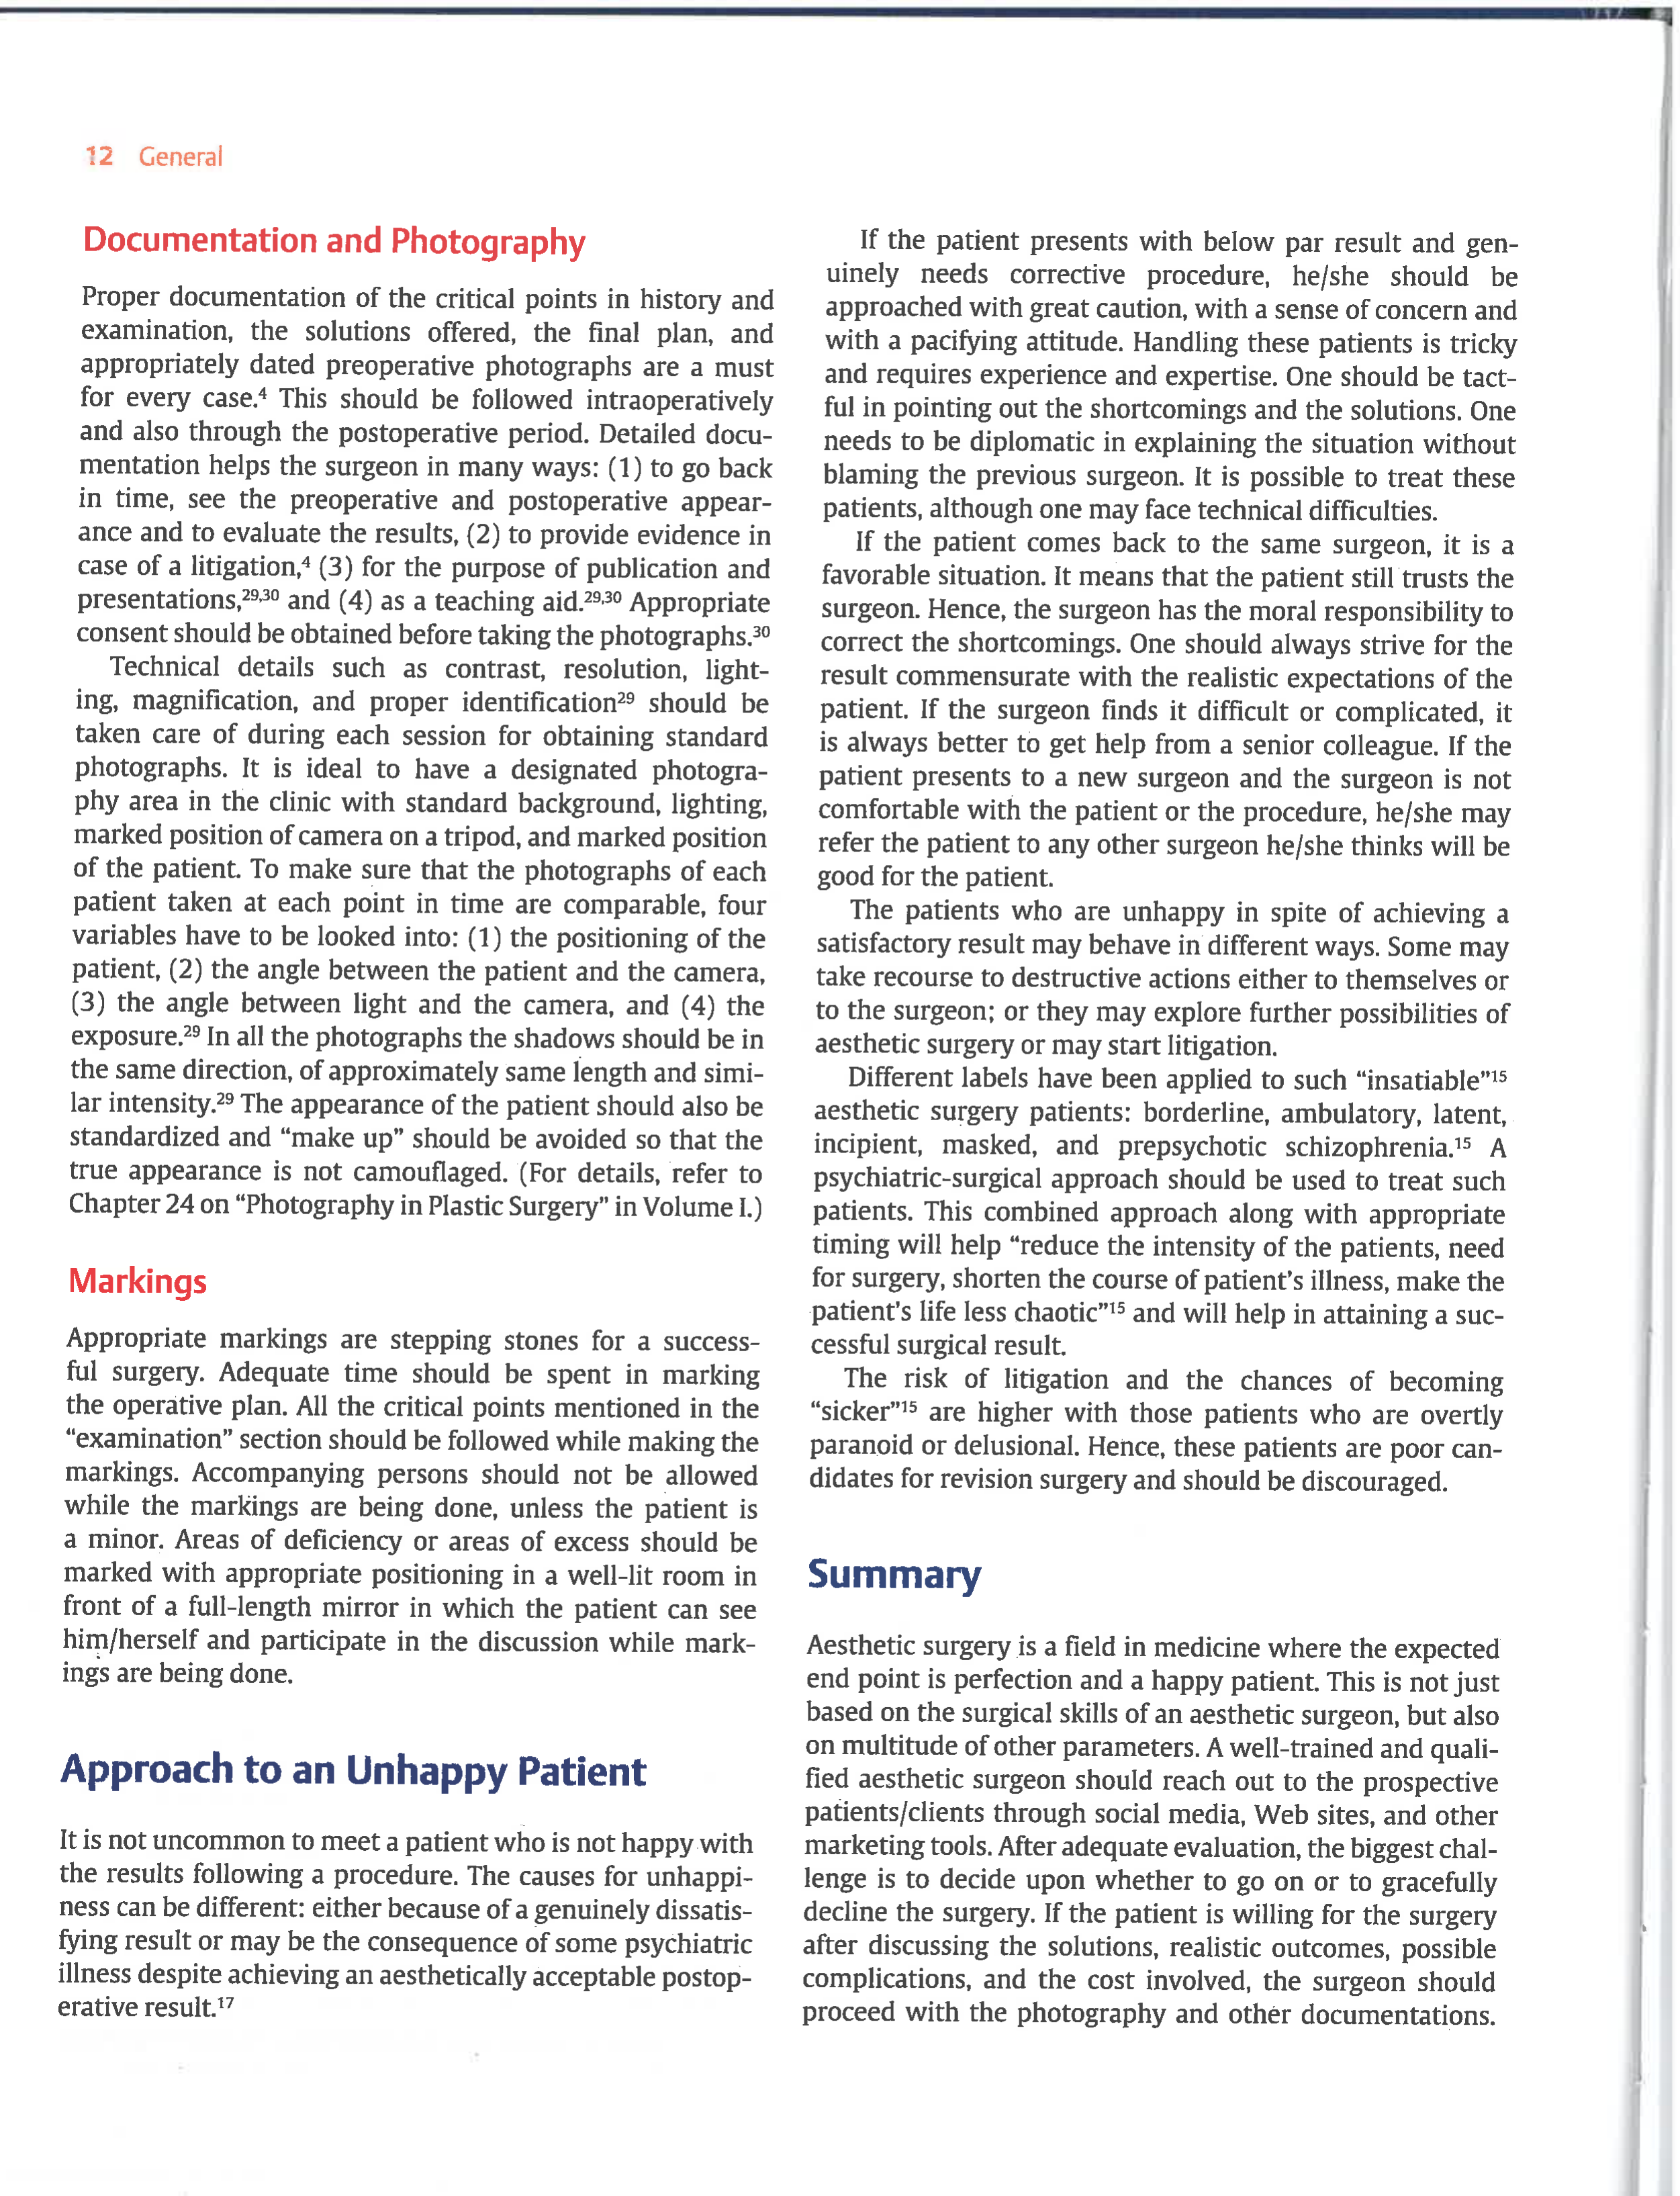 12 General
Documentation and Photography
Proper documentation of the critical points in history and
examination, the solutions offered, the final plan, and
appropriately dated preoperative photographs are a must
for every case.⁴ This should be followed intraoperatively
and also through the postoperative period. Detailed docu-
mentation helps the surgeon in many ways: (1) to go back
in time, see the preoperative and postoperative appear-
ance and to evaluate the results, (2) to provide evidence in
case of a litigation,⁴ (3) for the purpose of publication and
presentations,²⁹,³⁰ and (4) as a teaching aid.²⁹,³⁰ Appropriate
consent should be obtained before taking the photographs.³⁰
Technical details such as contrast, resolution, light-
ing, magnification, and proper identification²⁹ should be
taken care of during each session for obtaining standard
photographs. It is ideal to have a designated photogra-
phy area in the clinic with standard background, lighting,
marked position of camera on a tripod, and marked position
of the patient. To make sure that the photographs of each
patient taken at each point in time are comparable, four
variables have to be looked into: (1) the positioning of the
patient, (2) the angle between the patient and the camera,
(3) the angle between light and the camera, and (4) the
exposure.²⁹ In all the photographs the shadows should be in
the same direction, of approximately same length and simi-
lar intensity.²⁹ The appearance of the patient should also be
standardized and “make up” should be avoided so that the
true appearance is not camouflaged. (For details, refer to
Chapter 24 on “Photography in Plastic Surgery” in Volume I.)
Markings
Appropriate markings are stepping stones for a success-
ful surgery. Adequate time should be spent in marking
the operative plan. All the critical points mentioned in the
“examination” section should be followed while making the
markings. Accompanying persons should not be allowed
while the markings are being done, unless the patient is
a minor. Areas of deficiency or areas of excess should be
marked with appropriate positioning in a well-lit room in
front of a full-length mirror in which the patient can see
him/herself and participate in the discussion while mark-
ings are being done.
Approach to an Unhappy Patient
It is not uncommon to meet a patient who is not happy with
the results following a procedure. The causes for unhappi-
ness can be different: either because of a genuinely dissatis-
fying result or may be the consequence of some psychiatric
illness despite achieving an aesthetically acceptable postop-
erative result.¹⁷
If the patient presents with below par result and gen-
uinely needs corrective procedure, he/she should be
approached with great caution, with a sense of concern and
with a pacifying attitude. Handling these patients is tricky
and requires experience and expertise. One should be tact-
ful in pointing out the shortcomings and the solutions. One
needs to be diplomatic in explaining the situation without
blaming the previous surgeon. It is possible to treat these
patients, although one may face technical difficulties.
If the patient comes back to the same surgeon, it is a
favorable situation. It means that the patient still trusts the
surgeon. Hence, the surgeon has the moral responsibility to
correct the shortcomings. One should always strive for the
result commensurate with the realistic expectations of the
patient. If the surgeon finds it difficult or complicated, it
is always better to get help from a senior colleague. If the
patient presents to a new surgeon and the surgeon is not
comfortable with the patient or the procedure, he/she may
refer the patient to any other surgeon he/she thinks will be
good for the patient.
The patients who are unhappy in spite of achieving a
satisfactory result may behave in different ways. Some may
take recourse to destructive actions either to themselves or
to the surgeon; or they may explore further possibilities of
aesthetic surgery or may start litigation.
Different labels have been applied to such “insatiable”¹⁵
aesthetic surgery patients: borderline, ambulatory, latent,
incipient, masked, and prepsychotic schizophrenia.¹⁵ A
psychiatric-surgical approach should be used to treat such
patients. This combined approach along with appropriate
timing will help “reduce the intensity of the patients, need
for surgery, shorten the course of patient’s illness, make the
patient’s life less chaotic”¹⁵ and will help in attaining a suc-
cessful surgical result.
The risk of litigation and the chances of becoming
“sicker”¹⁵ are higher with those patients who are overtly
paranoid or delusional. Hence, these patients are poor can-
didates for revision surgery and should be discouraged.
Summary
Aesthetic surgery is a field in medicine where the expected
end point is perfection and a happy patient. This is not just
based on the surgical skills of an aesthetic surgeon, but also
on multitude of other parameters. A well-trained and quali-
fied aesthetic surgeon should reach out to the prospective
patients/clients through social media, Web sites, and other
marketing tools. After adequate evaluation, the biggest chal-
lenge is to decide upon whether to go on or to gracefully
decline the surgery. If the patient is willing for the surgery
after discussing the solutions, realistic outcomes, possible
complications, and the cost involved, the surgeon should
proceed with the photography and other documentations.